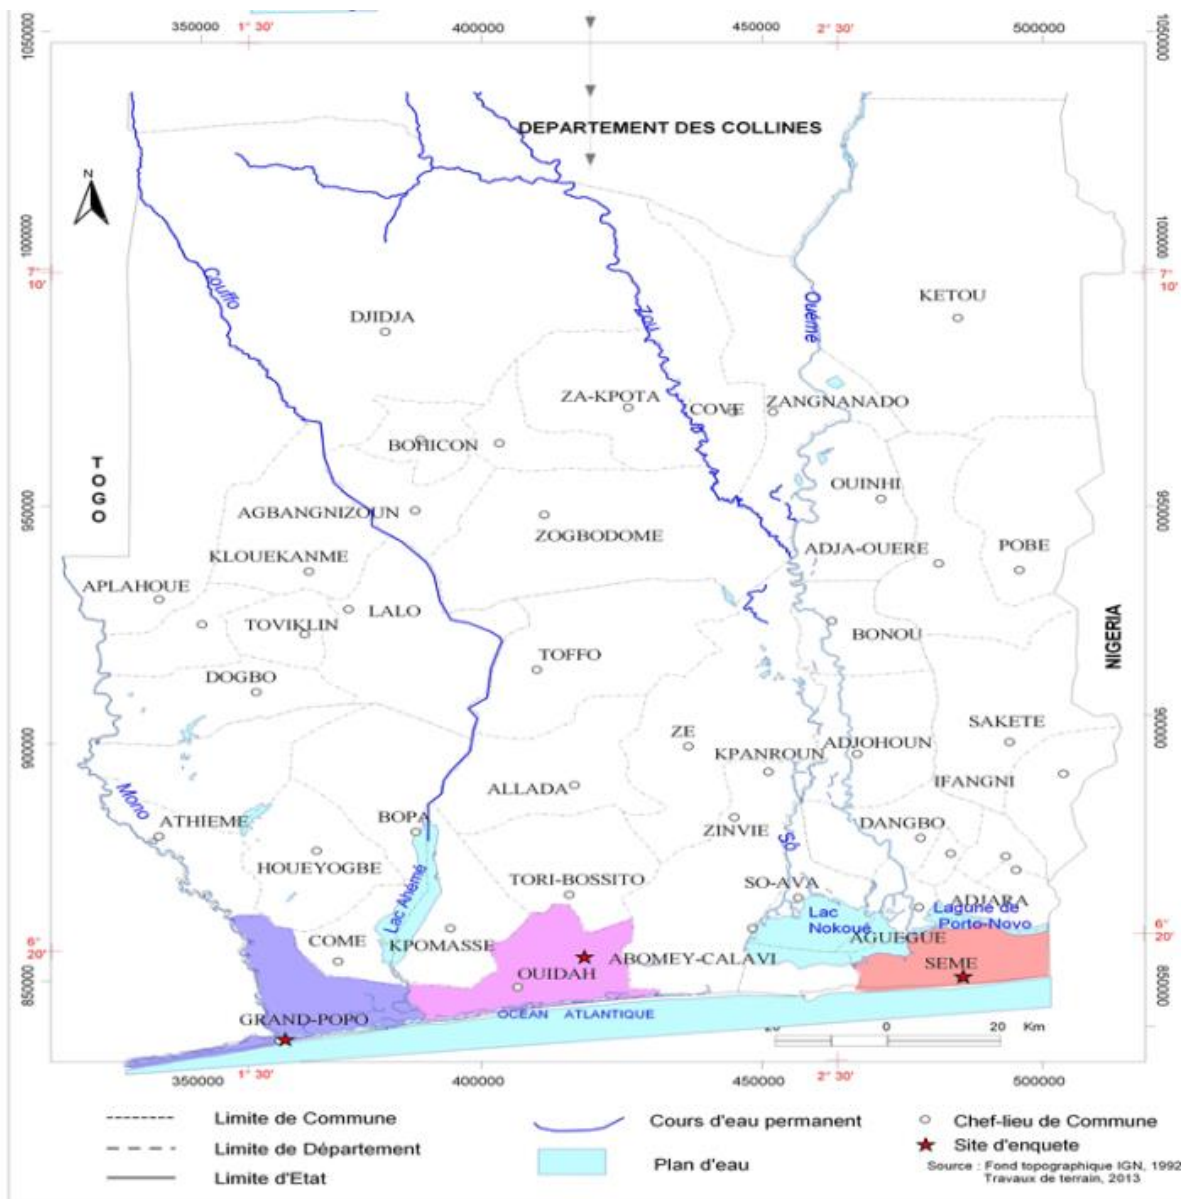 350000
1° 30'
400000
450000
2° 30'
500000
1050000
1050000
DEPARTEMENT DES COLLINES
N
1000000
1000000
7°
10'
7°
10'
Couffo
Zou
Ouémé
KETOU
DJIDJA
ZA-KPOTA
COVE
ZANGNANADO
BOHICON
TOGO
OUINHI
950000
950000
AGBANGNIZOUN
ZOGBODOME
ADJA-OUERE
POBE
KLOUEKANME
APLAHOUE
LALO
TOVIKLIN
BONOU
NIGERIA
TOFFO
DOGBO
SAKETE
900000
900000
ZE
KPANROUN
ADJOHOUN
IFANGNI
ALLADA
Mono
ATHIEME
BOPA
ZINVIE
DANGBO
Sô
HOUEYOGBE
TORI-BOSSITO
SO-AVA
ADJARA
Lac Ahémé
Lac
Nokoué
Lagune de
Porto-Novo
6°
20'
6°
20'
COME
KPOMASSE
AGUEGUE
ABOMEY-CALAVI
SEME
OUIDAH
850000
850000
GRAND-POPO
OCEAN ATLANTIQUE
20 0 20 Km
350000
1° 30'
400000
450000
2° 30'
500000
Limite de Commune
Limite de Département
Limite d'Etat
Cours d'eau permanent
Plan d'eau
Chef-lieu de Commune
Site d'enquete
Source : Fond topographique IGN, 1992
Travaux de terrain, 2013